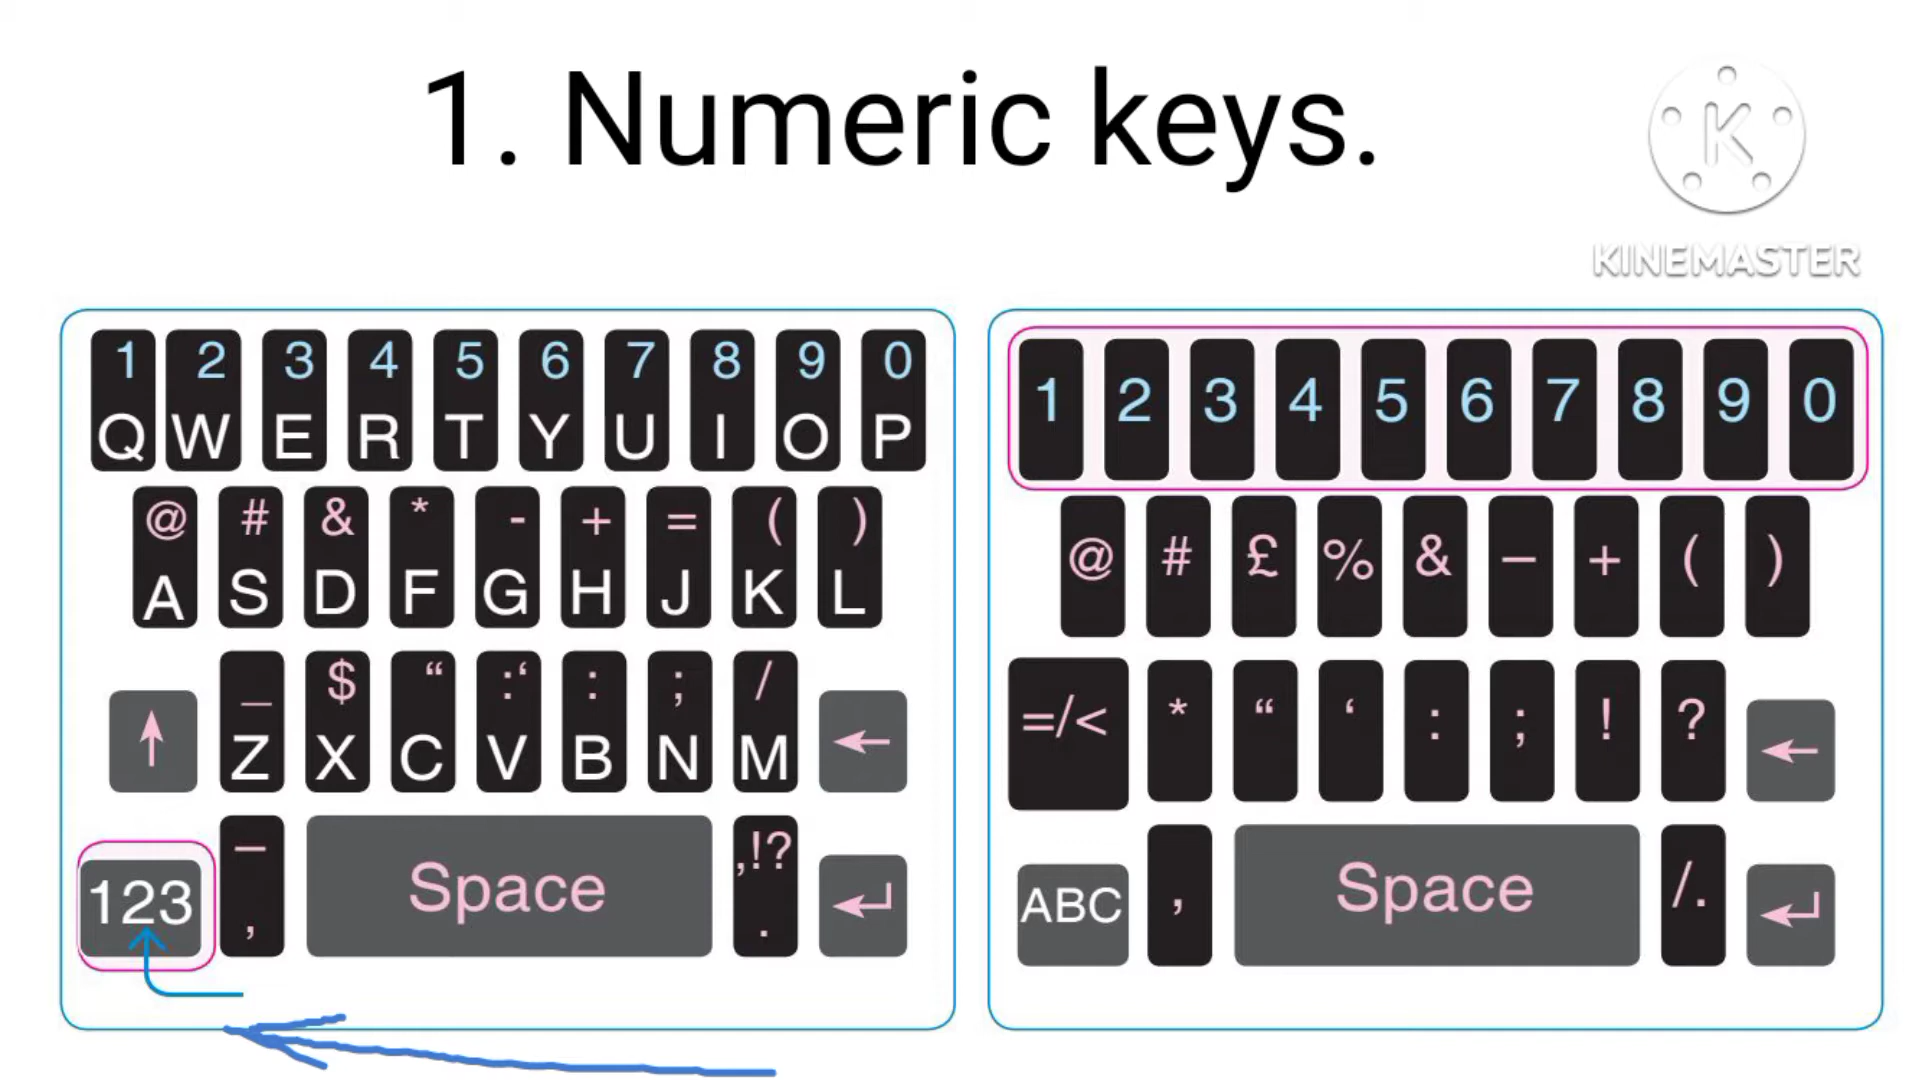 1. Numeric keys.
K
KINEMASTER
1 2 3 4 5 6 7 8 9 0
Q W E R T Y U I O P
@ # & * - + = ( )
A S D F G H J K L
_ $ “ :‘ : ; /
Z X C V B N M
123 – , Space ,!? .
1 2 3 4 5 6 7 8 9 0
@ # £ % & – + ( )
=/< * “ ‘ : ; ! ?
ABC , Space /.